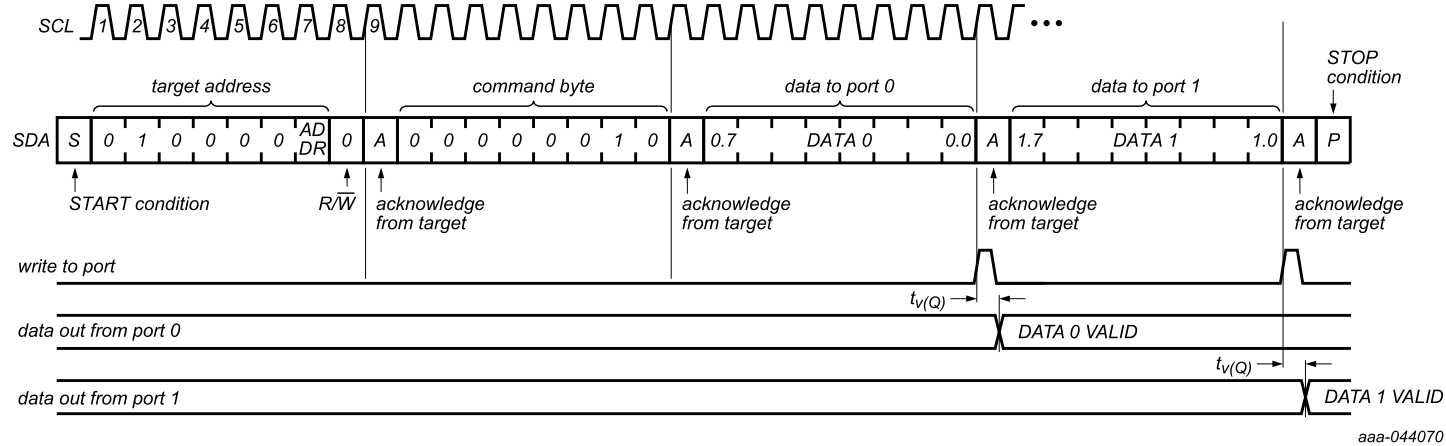 SCL 1 2 3 4 5 6 7 8 9 •••
STOP
condition
target address command byte data to port 0 data to port 1
SDA S 0 1 0 0 0 0 AD DR 0 A 0 0 0 0 0 0 1 0 A 0.7 DATA 0 0.0 A 1.7 DATA 1 1.0 A P
START condition R/W̅ acknowledge from target acknowledge from target acknowledge from target acknowledge from target
write to port
tv(Q)
data out from port 0 DATA 0 VALID
tv(Q)
data out from port 1 DATA 1 VALID
aaa-044070